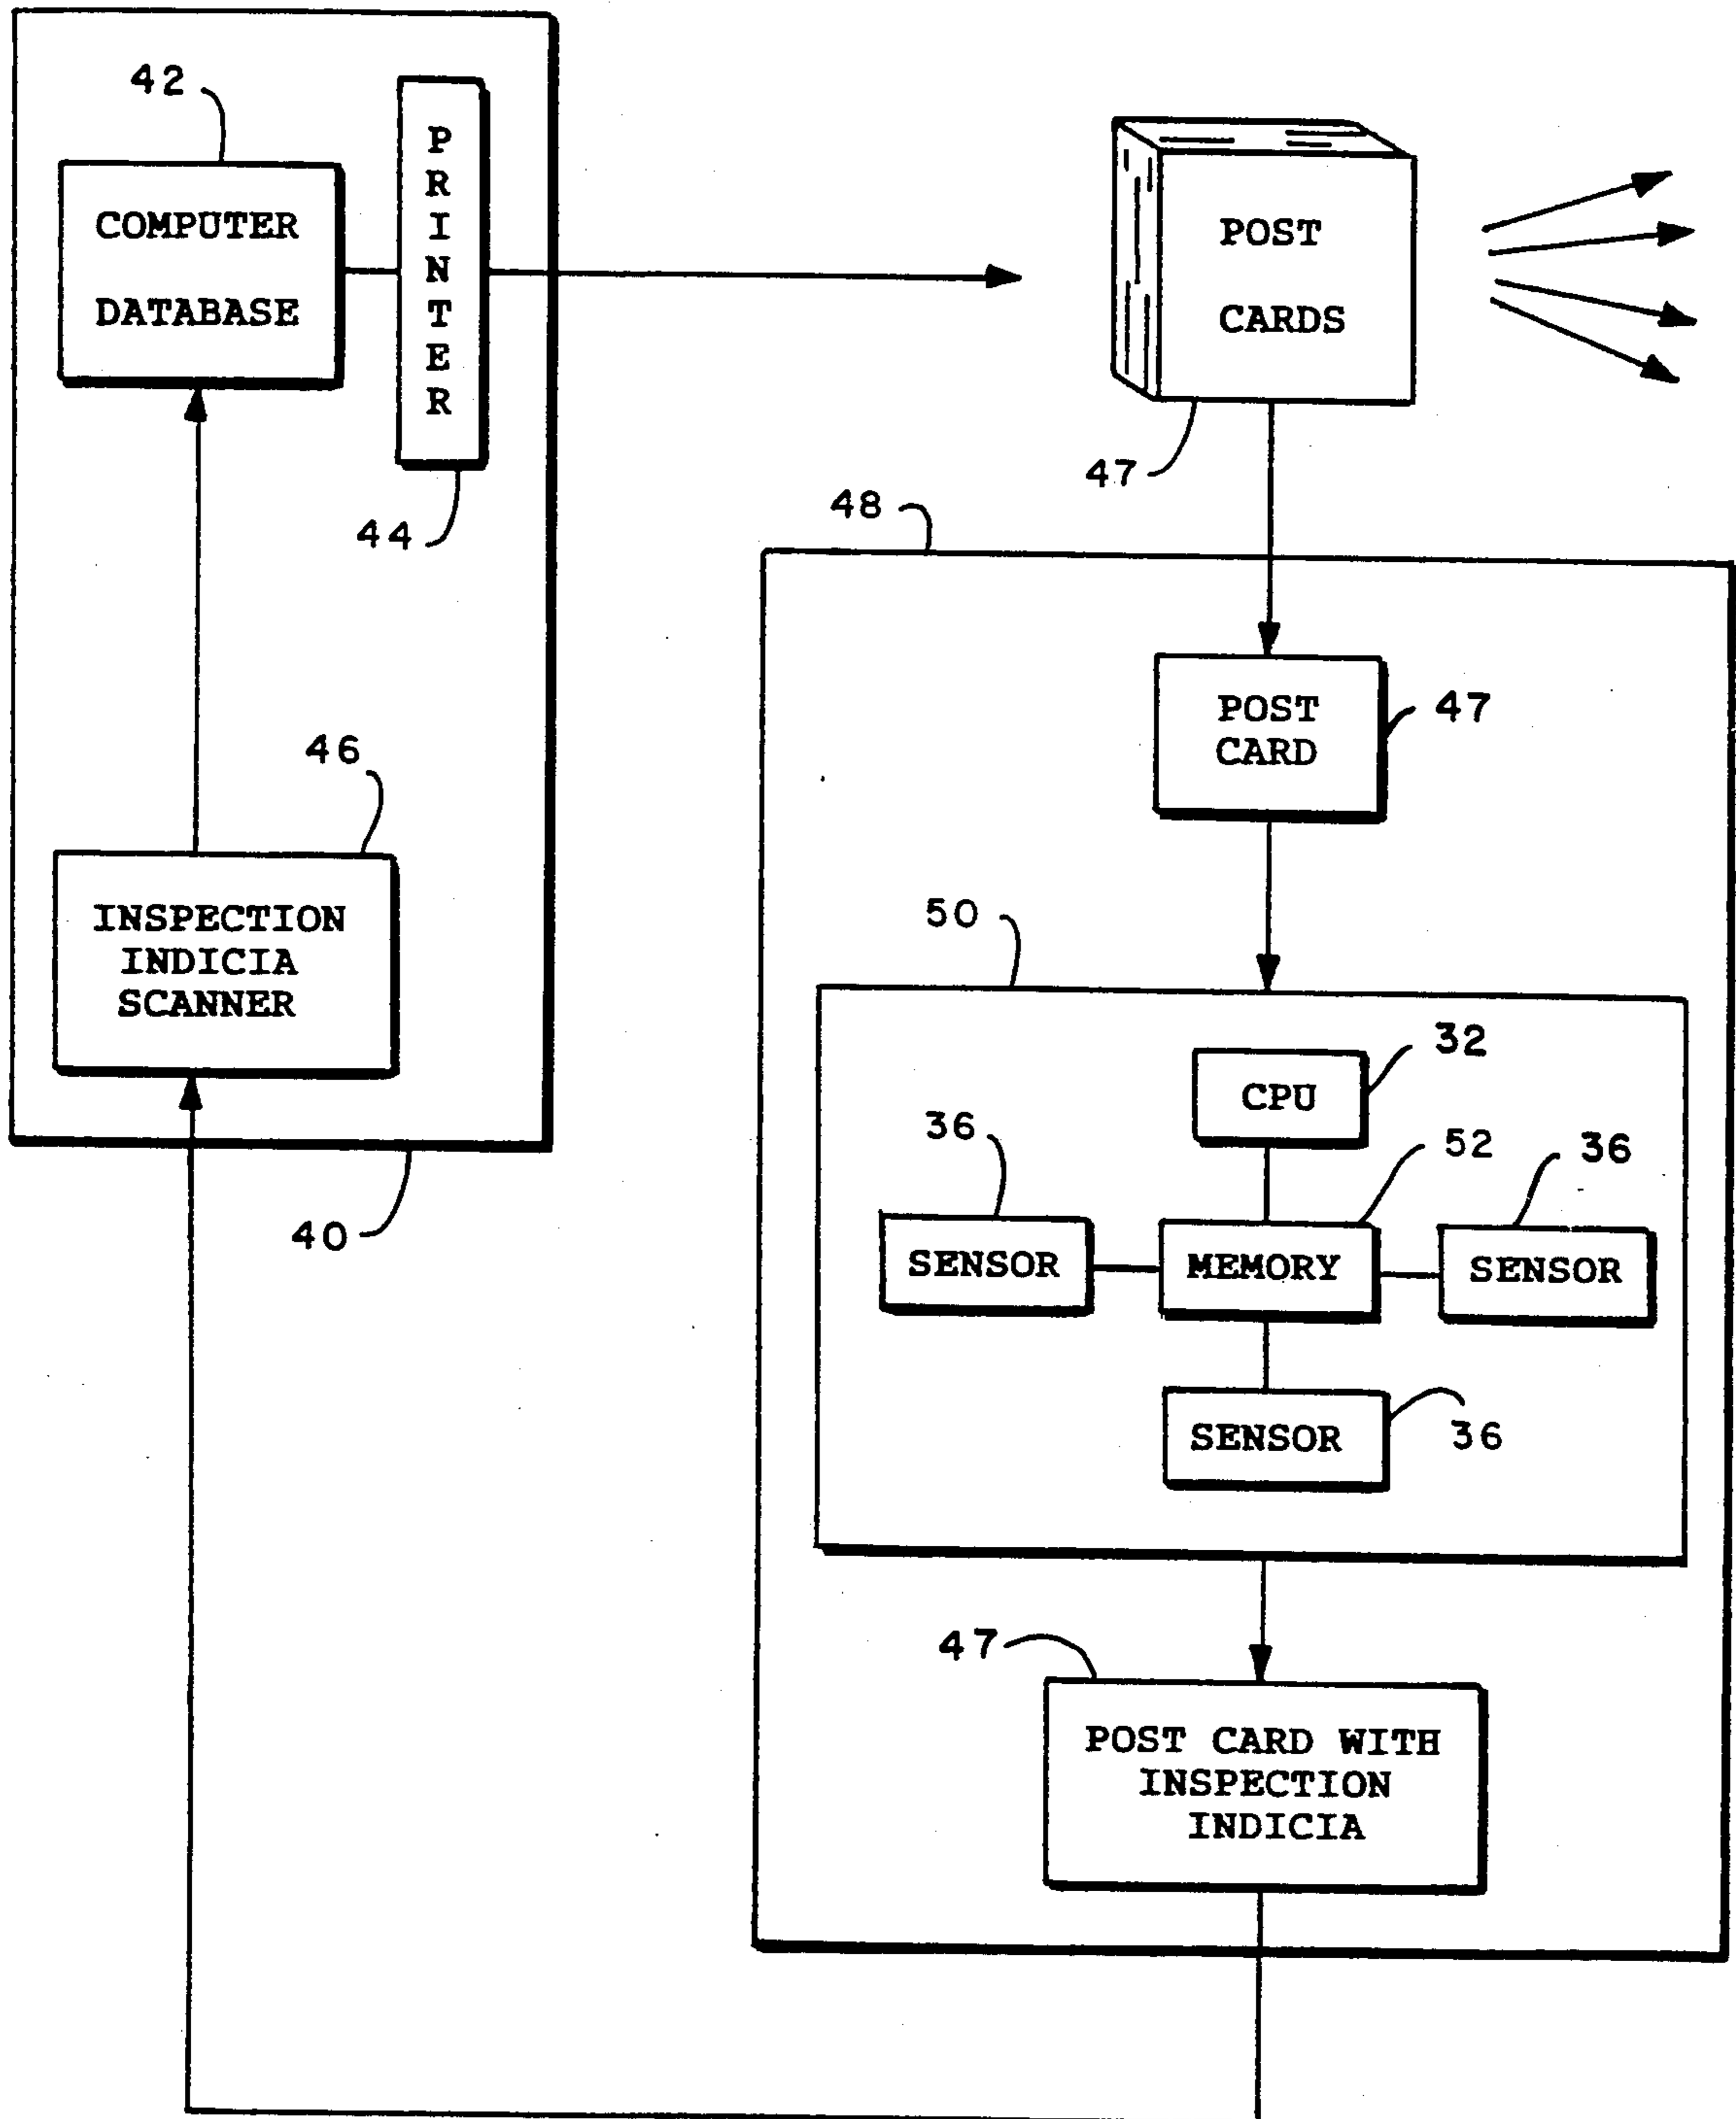 42
COMPUTER
DATABASE
P
R
I
N
T
E
R
44
46
INSPECTION
INDICIA
SCANNER
40
POST
CARDS
47
48
POST
CARD
47
50
CPU
32
36
SENSOR
MEMORY
52
SENSOR
36
SENSOR
36
47
POST CARD WITH
INSPECTION
INDICIA